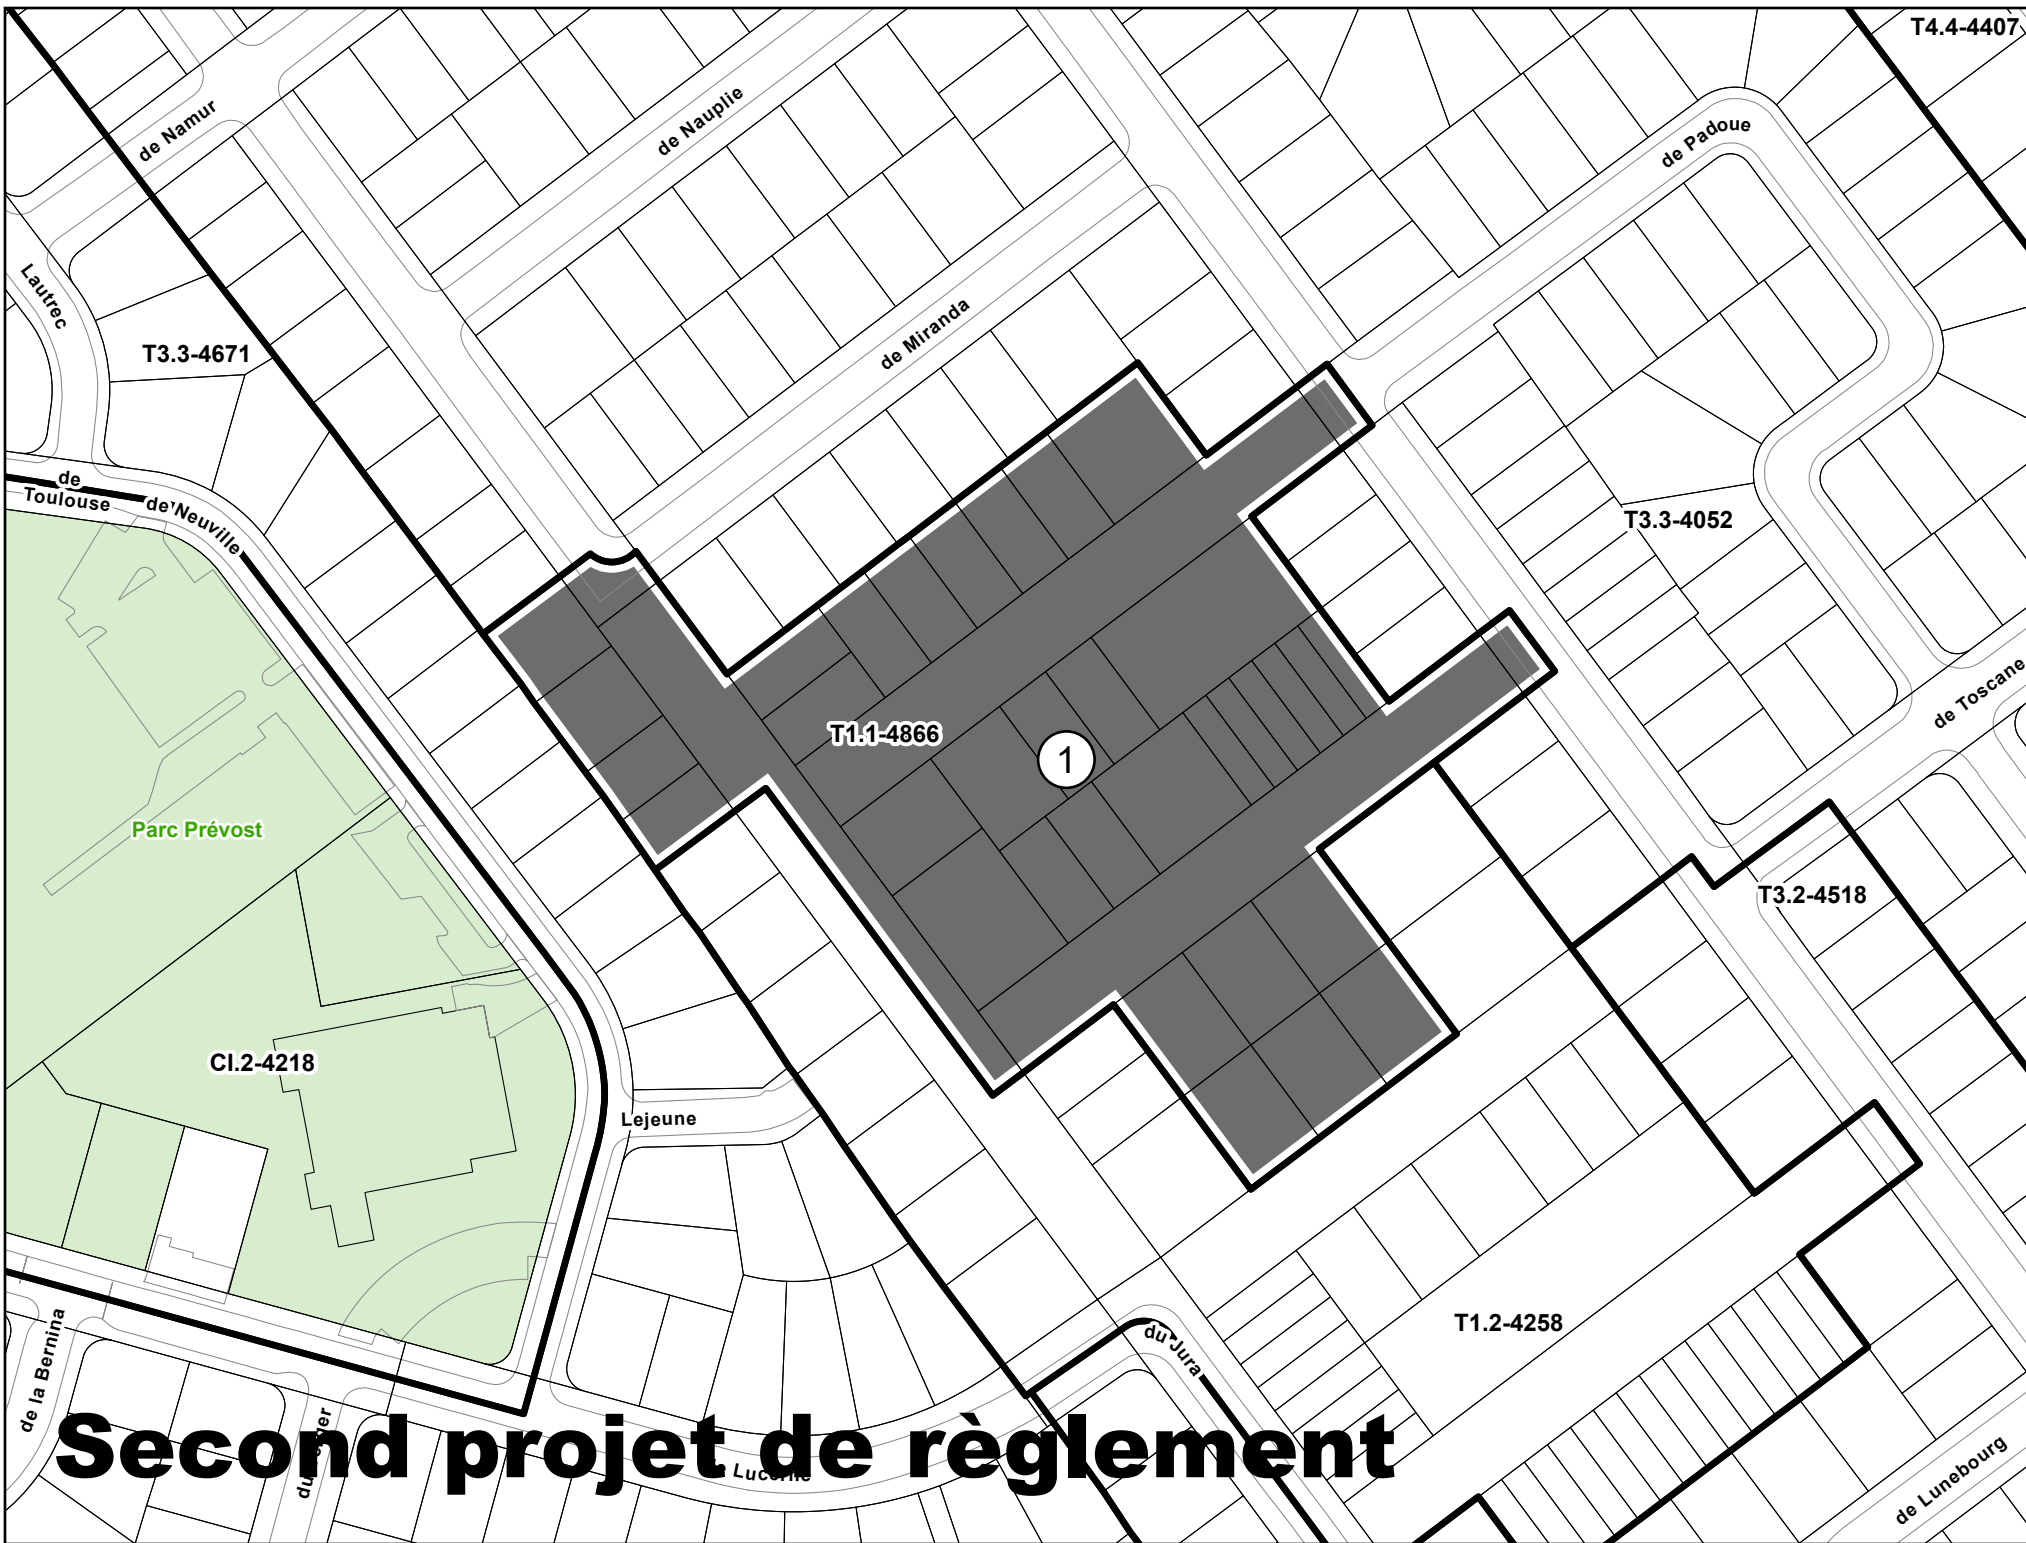 T4.4-4407
de Namur
de Nauplie
de Padoue
Lautrec
de Miranda
T3.3-4671
de
Toulouse
de Neuville
T3.3-4052
de Toscane
T1.1-4866
1
Parc Prévost
T3.2-4518
CI.2-4218
Lejeune
T1.2-4258
du Jura
de la Bernina
Second projet de règlement
de Lunebourg